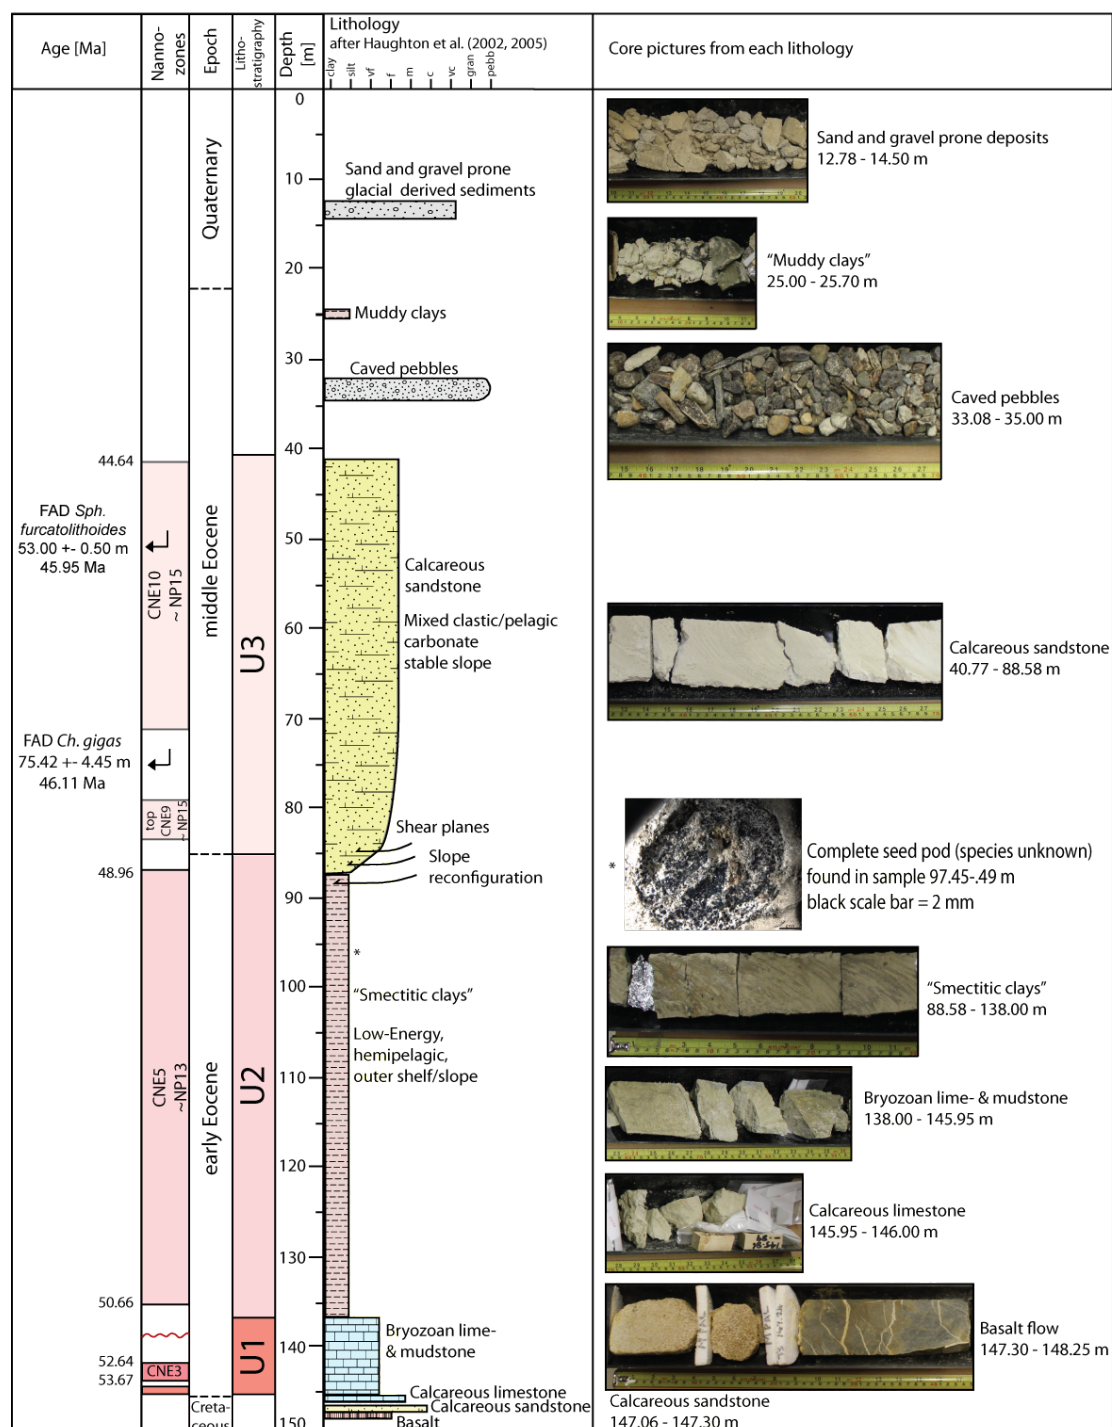 Age [Ma]
Nanno-
zones
Epoch
Litho-
stratigraphy
Depth
[m]
Lithology
after Haughton et al. (2002, 2005)
clay
silt
vf
f
m
c
vc
gran
pebb
Core pictures from each lithology
0
10
20
30
40
50
60
70
80
90
100
110
120
130
140
150
44.64
FAD Sph.
furcatolithoides
53.00 +- 0.50 m
45.95 Ma
FAD Ch. gigas
75.42 +- 4.45 m
46.11 Ma
48.96
50.66
52.64
53.67
CNE10
~ NP15
top
CNE9
~ NP15
CNE5
~NP13
CNE3
Quaternary
middle Eocene
early Eocene
Creta-
ceous
U3
U2
U1
Sand and gravel prone
glacial derived sediments
Muddy clays
Caved pebbles
Calcareous
sandstone
Mixed clastic/pelagic
carbonate
stable slope
Shear planes
Slope
reconfiguration
*
"Smectitic clays"
Low-Energy,
hemipelagic,
outer shelf/slope
Bryozoan lime-
& mudstone
Calcareous limestone
Calcareous sandstone
Basalt
Sand and gravel prone deposits
12.78 - 14.50 m
"Muddy clays"
25.00 - 25.70 m
Caved pebbles
33.08 - 35.00 m
Calcareous sandstone
40.77 - 88.58 m
*
Complete seed pod (species unknown)
found in sample 97.45-.49 m
black scale bar = 2 mm
"Smectitic clays"
88.58 - 138.00 m
Bryozoan lime- & mudstone
138.00 - 145.95 m
Calcareous limestone
145.95 - 146.00 m
Basalt flow
147.30 - 148.25 m
Calcareous sandstone
147.06 - 147.30 m